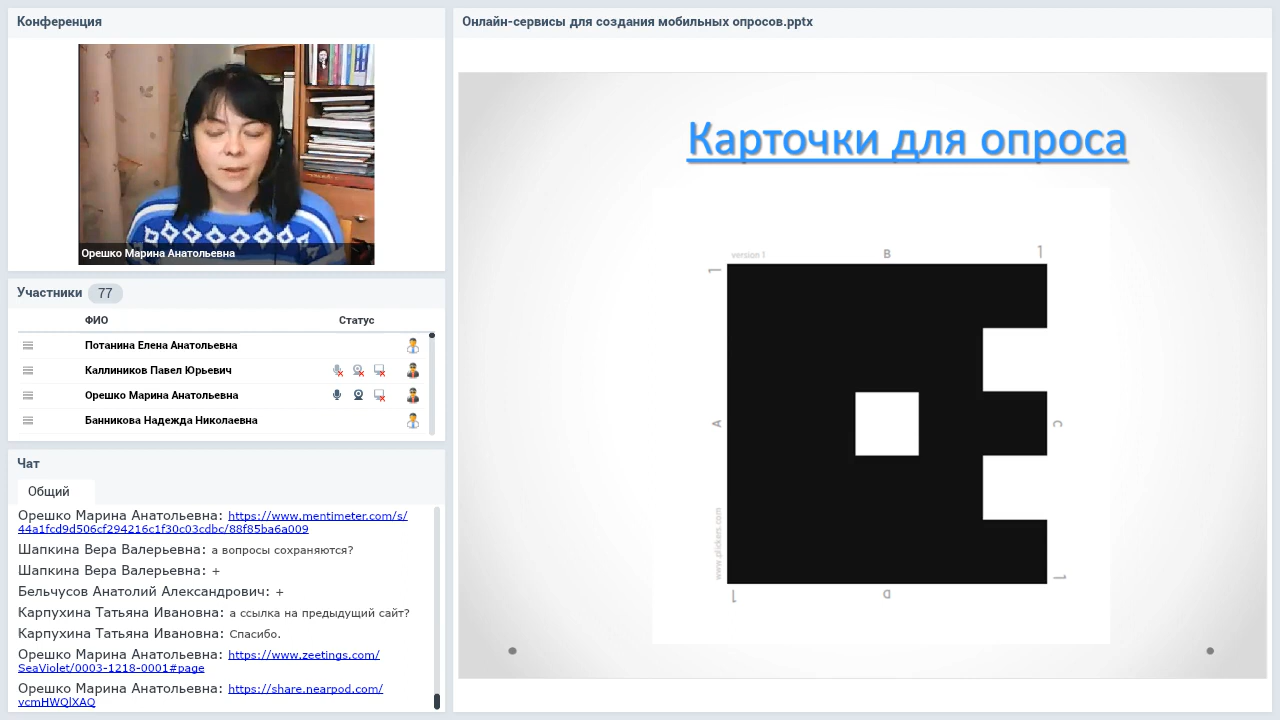 Конференция
Орешко Марина Анатольевна
Участники 77
ФИО Статус
Потанина Елена Анатольевна
Каллиников Павел Юрьевич
Орешко Марина Анатольевна
Банникова Надежда Николаевна
Чат
Общий
Орешко Марина Анатольевна: https://www.mentimeter.com/s/
44a1fcd9d506cf294216c1f30c03cdbc/88f85ba6a009
Шапкина Вера Валерьевна: а вопросы сохраняются?
Шапкина Вера Валерьевна: +
Бельчусов Анатолий Александрович: +
Карпухина Татьяна Ивановна: а ссылка на предыдущий сайт?
Карпухина Татьяна Ивановна: Спасибо.
Орешко Марина Анатольевна: https://www.zeetings.com/
SeaViolet/0003-1218-0001#page
Орешко Марина Анатольевна: https://share.nearpod.com/
vcmHWQlXAQ
Онлайн-сервисы для создания мобильных опросов.pptx
Карточки для опроса
version 1
B
1
1
A
C
www.plickers.com
1
D
1